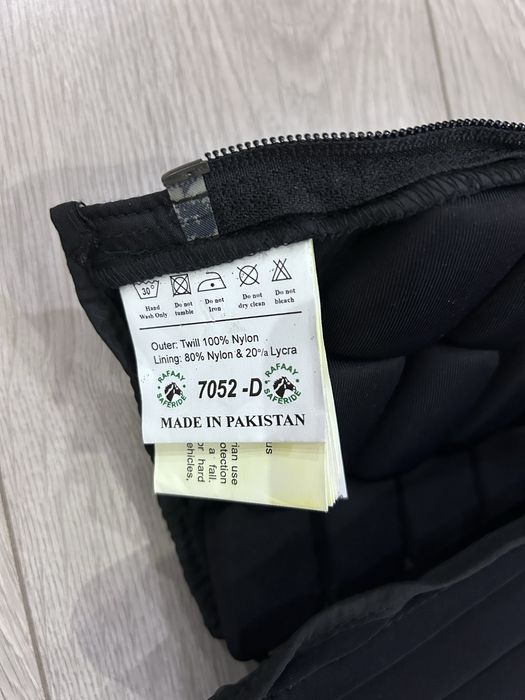 30°
Hand Wash Only
Do not tumble
Do not Iron
Do not dry clean
Do not bleach
Outer: Twill 100% Nylon
Lining: 80% Nylon & 20°/a Lycra
RAFAAY SAFERIDE
7052 -D
RAFAAY SAFERIDE
MADE IN PAKISTAN
us
rian use
otection
a fall.
or hard
ehicles,